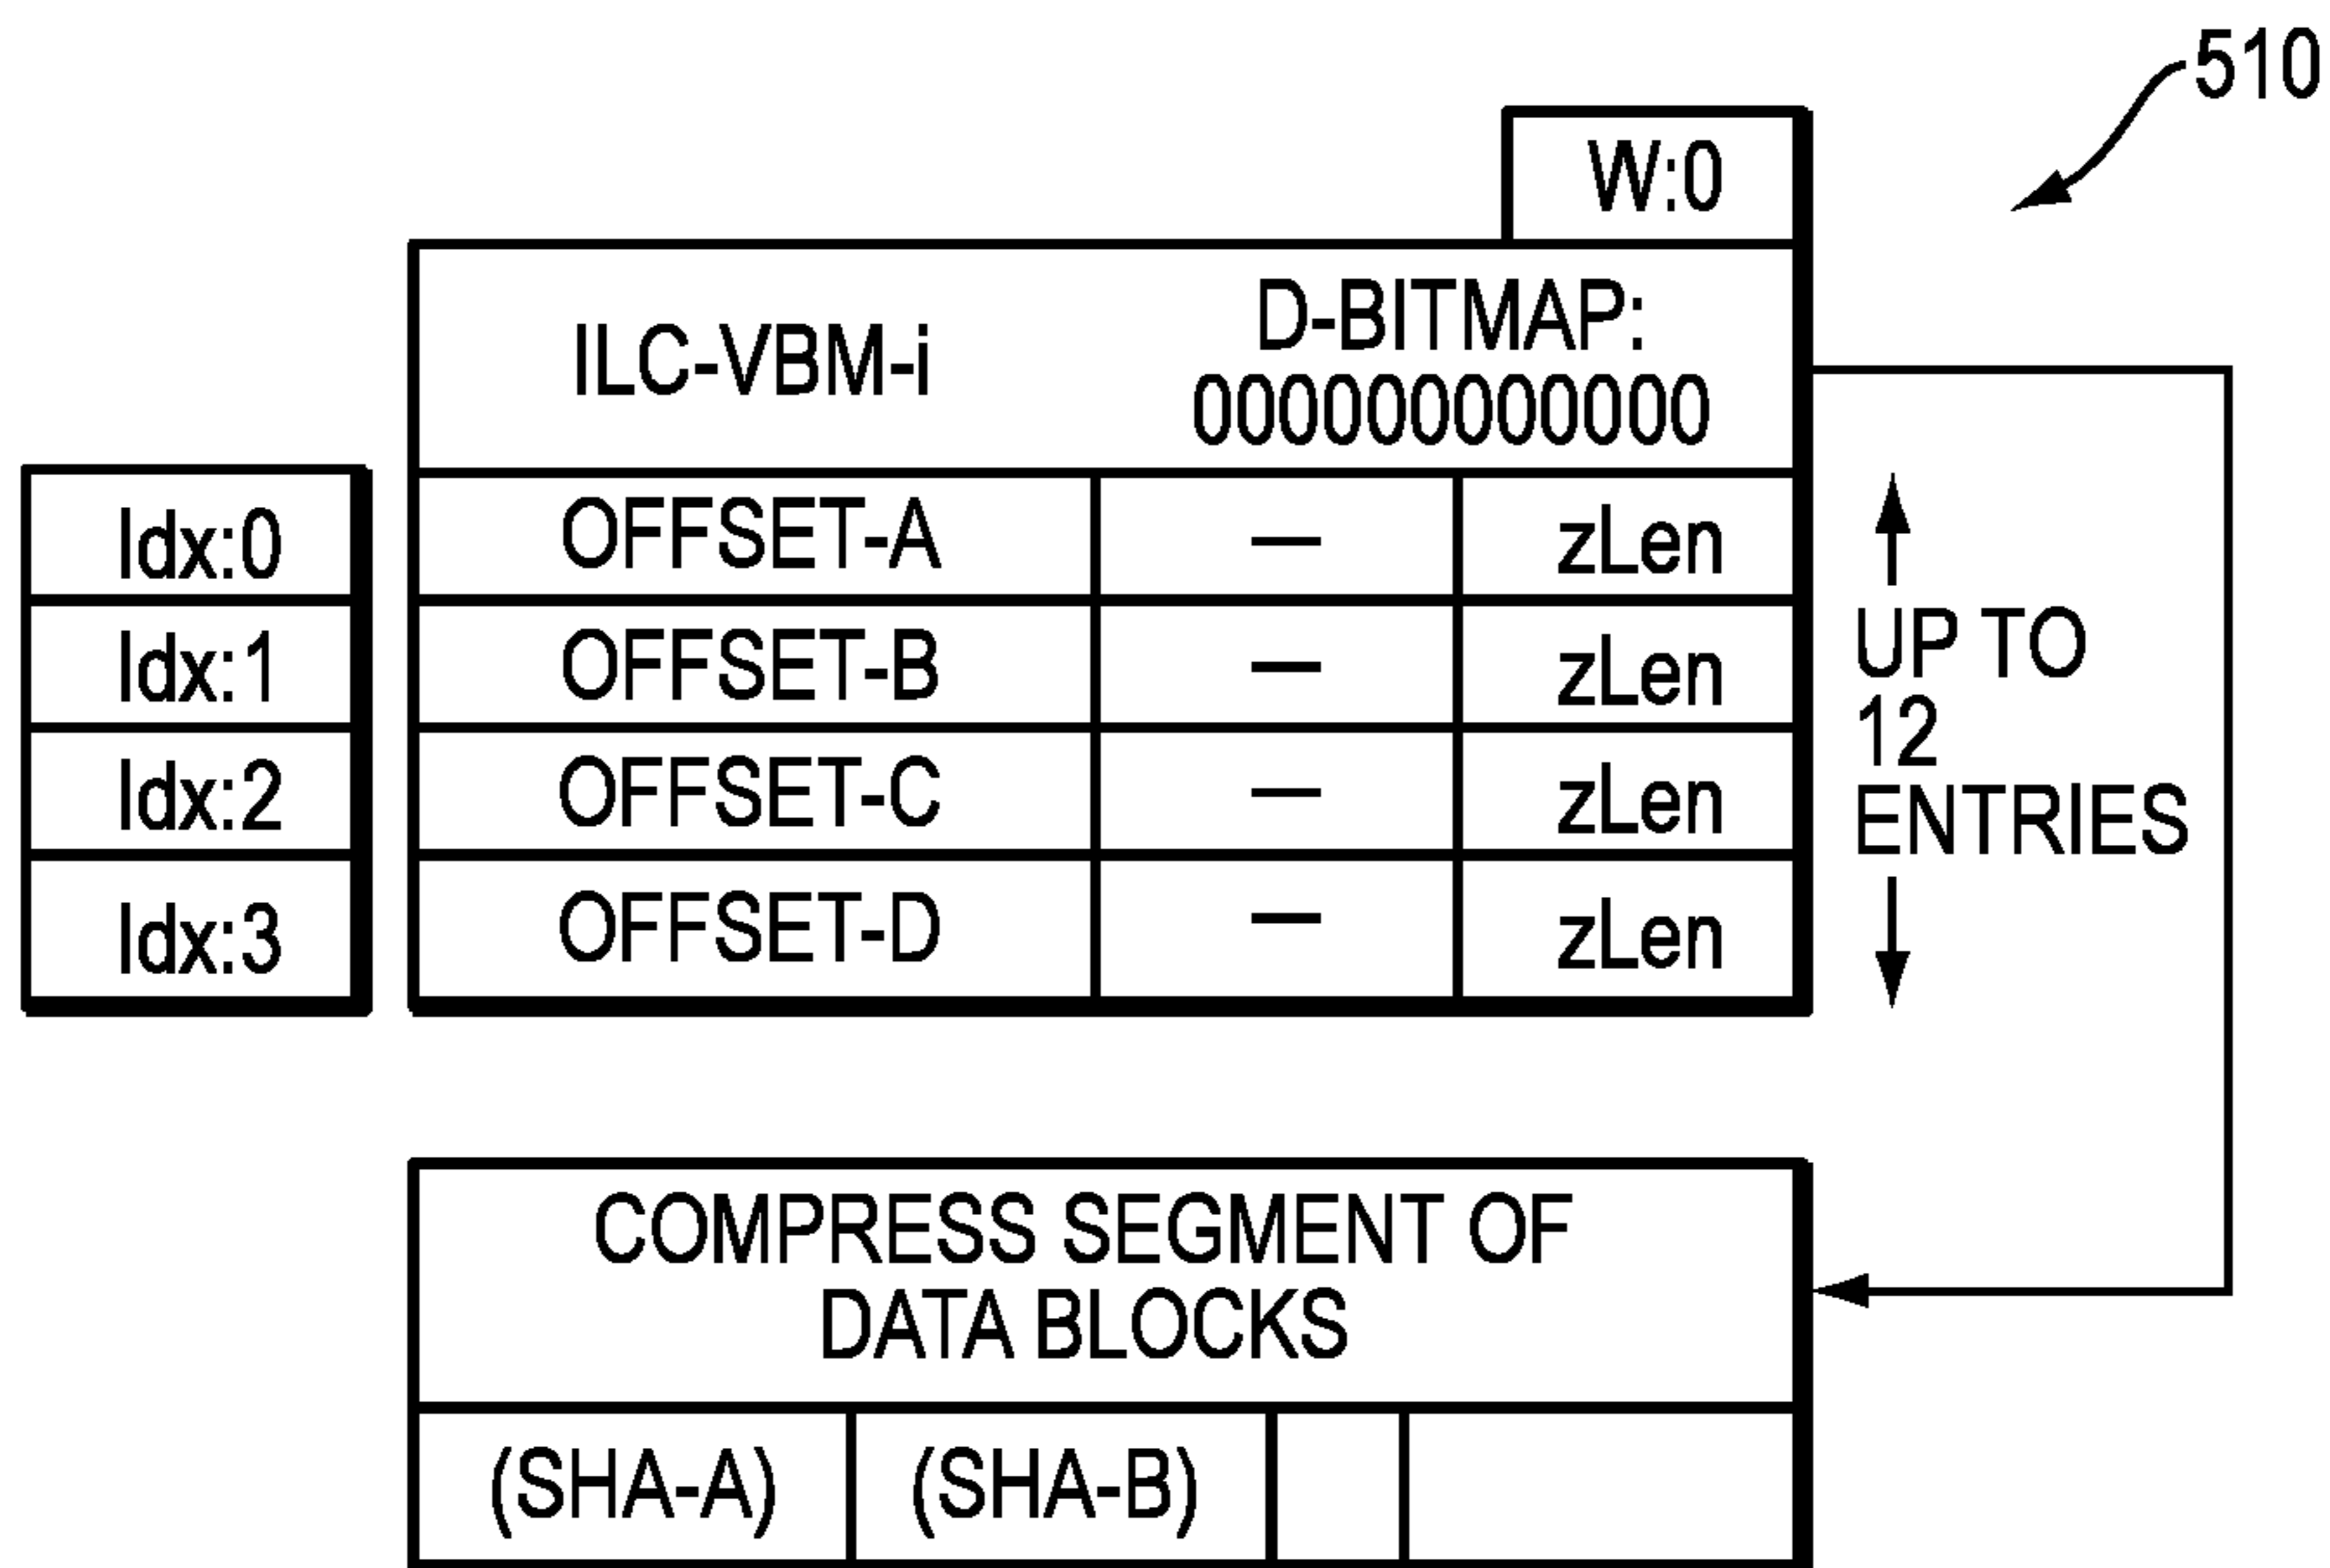 510
W:0
ILC-VBM-i
D-BITMAP:
000000000000
Idx:0 OFFSET-A — zLen
Idx:1 OFFSET-B — zLen
Idx:2 OFFSET-C — zLen
Idx:3 OFFSET-D — zLen
UP TO
12
ENTRIES
COMPRESS SEGMENT OF
DATA BLOCKS
(SHA-A) (SHA-B)